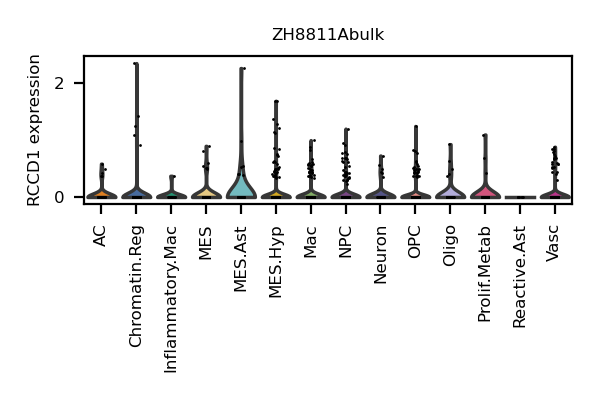 ZH8811Abulk
RCCD1 expression
2
0
AC
Chromatin.Reg
Inflammatory.Mac
MES
MES.Ast
MES.Hyp
Mac
NPC
Neuron
OPC
Oligo
Prolif.Metab
Reactive.Ast
Vasc